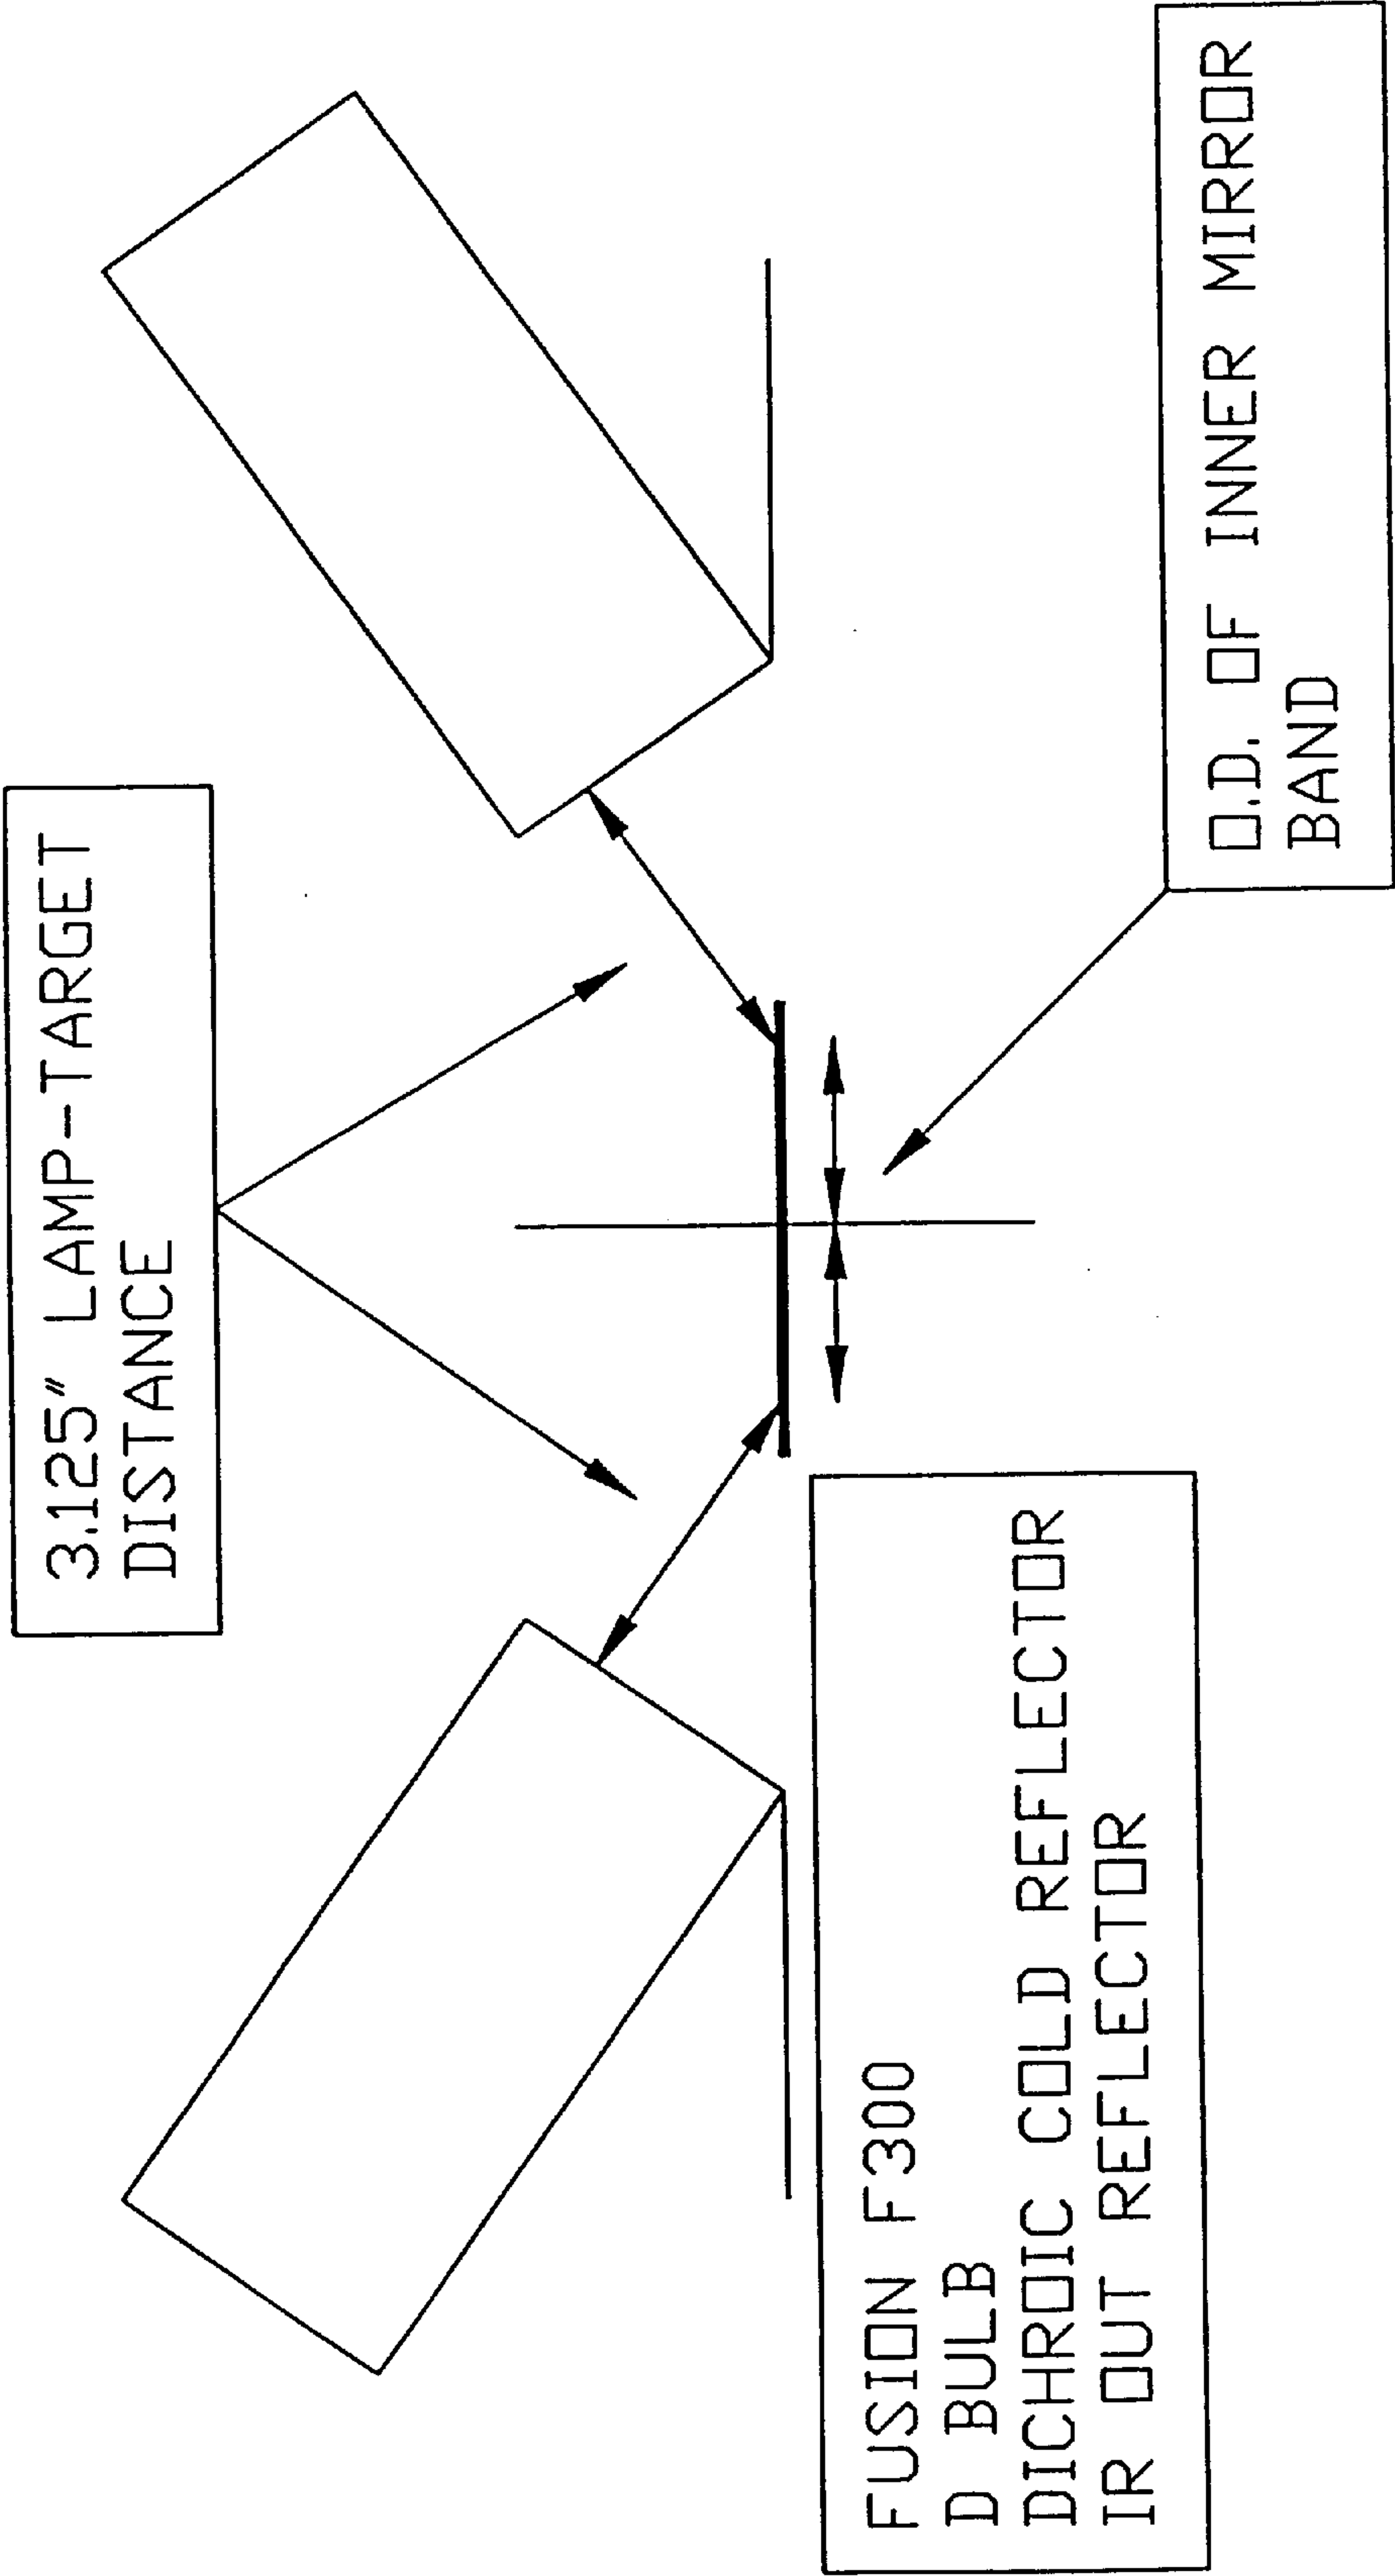 3.125" LAMP-TARGET
DISTANCE
FUSION F300
D BULB
DICHROIC COLD REFLECTOR
IR OUT REFLECTOR
O.D. OF INNER MIRROR
BAND